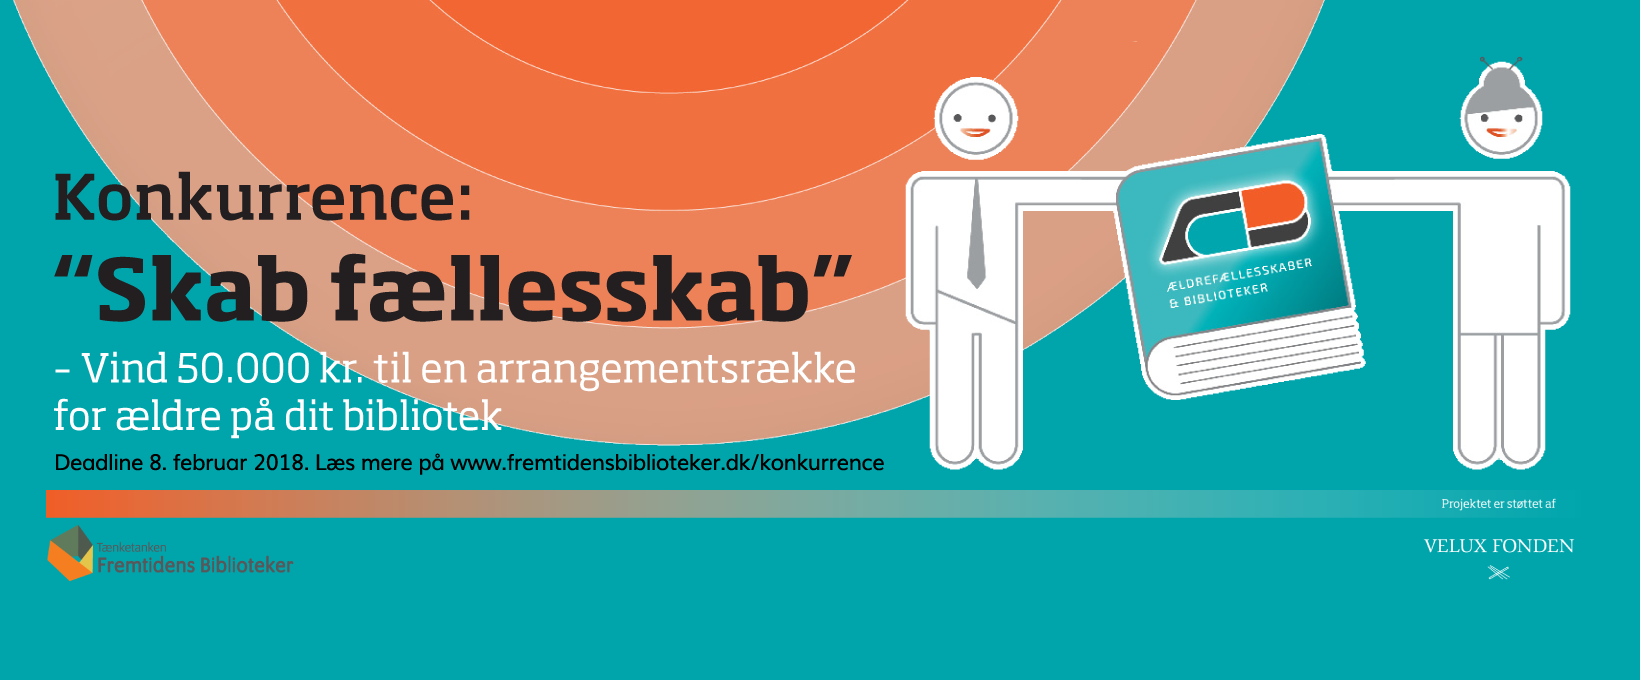 Konkurrence:
“Skab fællesskab”
– Vind 50.000 kr. til en arrangementsrække
for ældre på dit bibliotek
Deadline 8. februar 2018. Læs mere på www.fremtidensbiblioteker.dk/konkurrence
ÆLDREFÆLLESSKABER
& BIBLIOTEKER
Projektet er støttet af
VELUX FONDEN
Tænketanken
Fremtidens Biblioteker